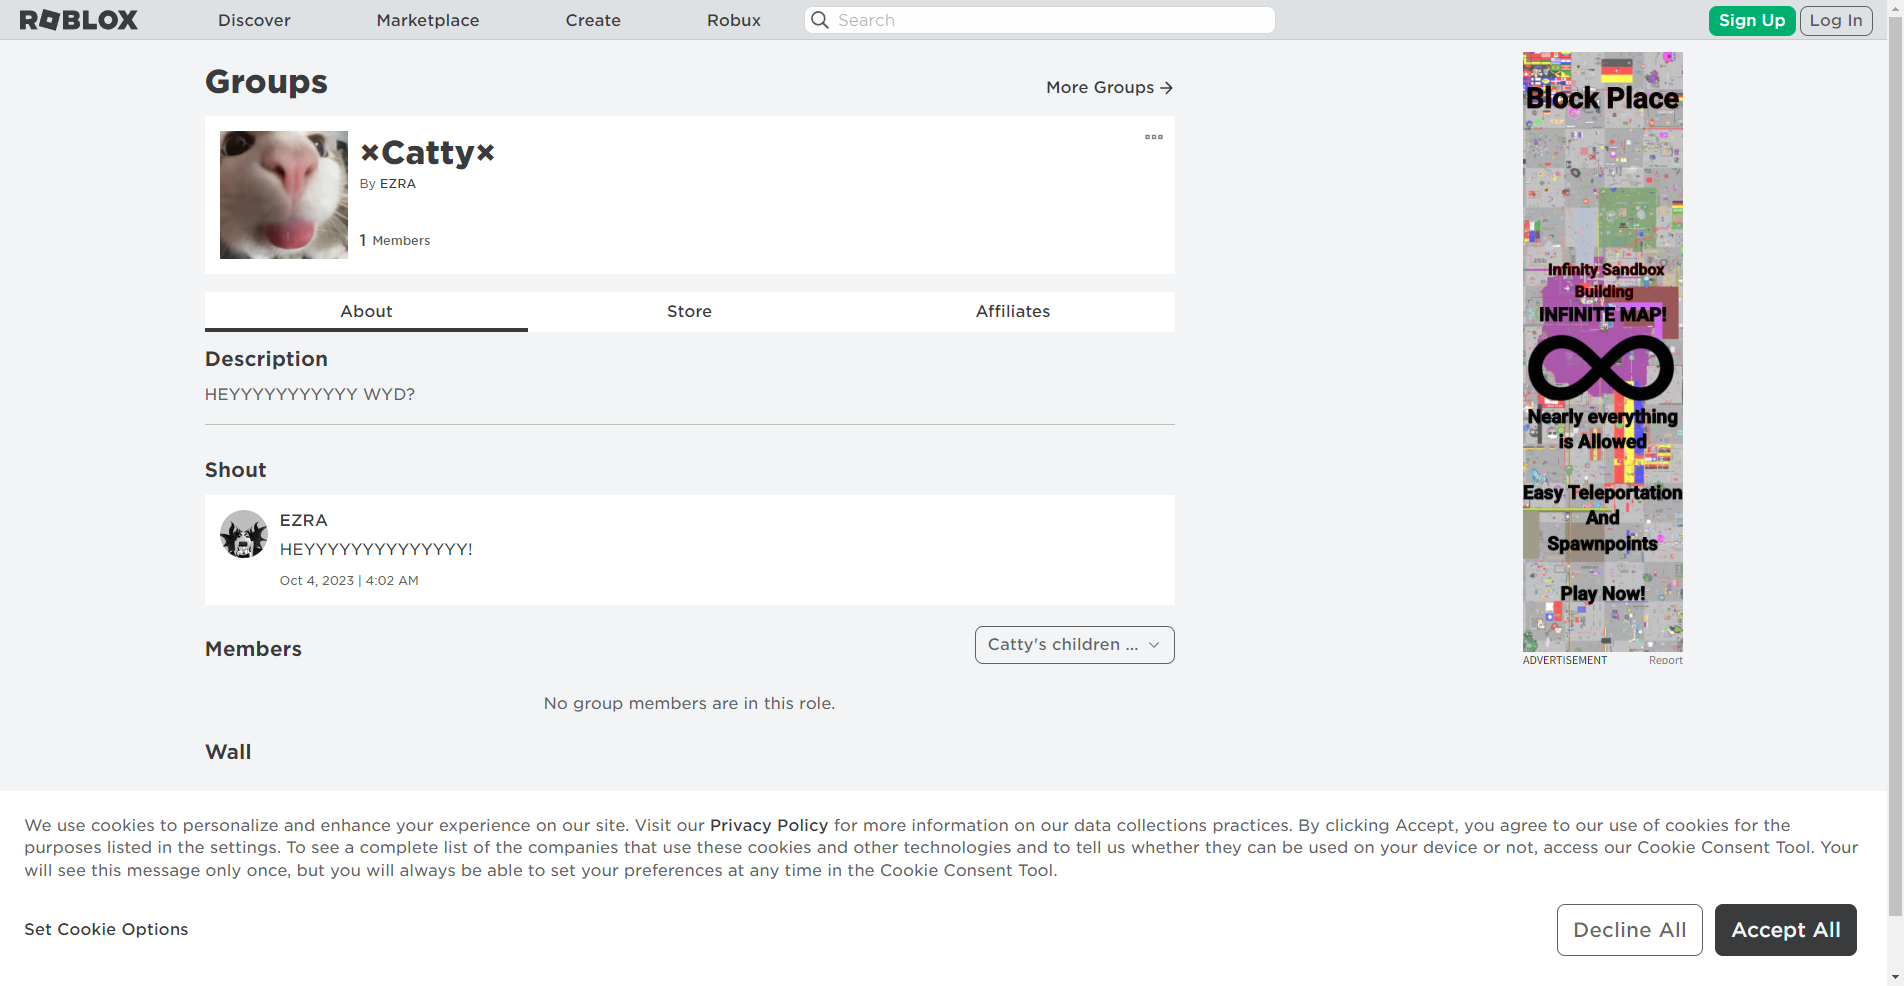 ROBLOX
Discover
Marketplace
Create
Robux
Search
Sign Up
Log In
Groups
More Groups →
×Catty×
By EZRA
1 Members
About
Store
Affiliates
Description
HEYYYYYYYYYYY WYD?
Shout
EZRA
HEYYYYYYYYYYYYYY!
Oct 4, 2023 | 4:02 AM
Members
Catty's children ...
No group members are in this role.
Wall
Block Place
Infinity Sandbox
Building
INFINITE MAP!
Nearly everything
is Allowed
Easy Teleportation
And
Spawnpoints
Play Now!
ADVERTISEMENT
Report
We use cookies to personalize and enhance your experience on our site. Visit our Privacy Policy for more information on our data collections practices. By clicking Accept, you agree to our use of cookies for the
purposes listed in the settings. To see a complete list of the companies that use these cookies and other technologies and to tell us whether they can be used on your device or not, access our Cookie Consent Tool. Your
will see this message only once, but you will always be able to set your preferences at any time in the Cookie Consent Tool.
Set Cookie Options
Decline All
Accept All